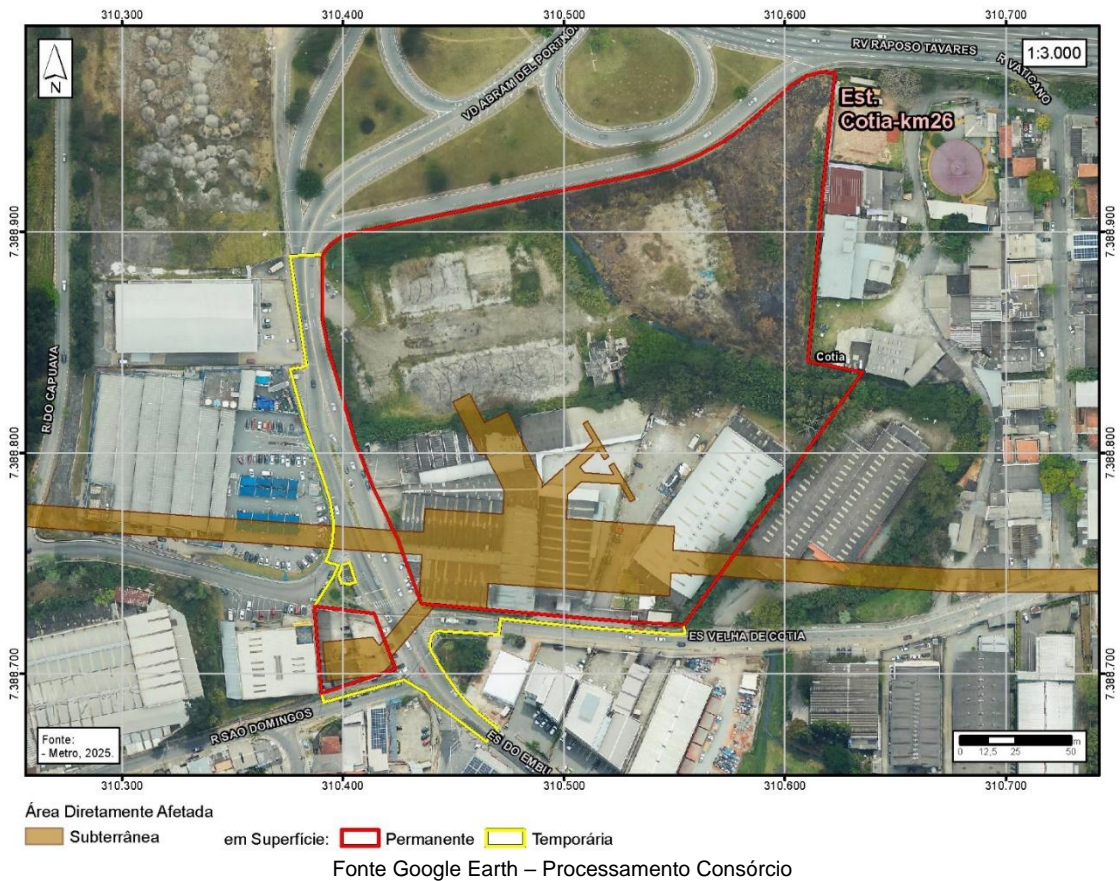 310.300 310.400 310.500 310.600 310.700
N
1:3.000
RV RAPOSO TAVARES
R VATICANO
VD ABRAM DEL PORTXO
Est.
Cotia-km26
7.388.900 7.388.900
R DO CAPUAVA
Cotia
7.388.800 7.388.800
ES VELHA DE COTIA
7.388.700 7.388.700
R SAO DOMINGOS
ES DO EMBU
Fonte:
- Metro, 2025.
m
0 12,5 25 50
310.300 310.400 310.500 310.600 310.700
Área Diretamente Afetada
Subterrânea em Superfície: Permanente Temporária
Fonte Google Earth – Processamento Consórcio